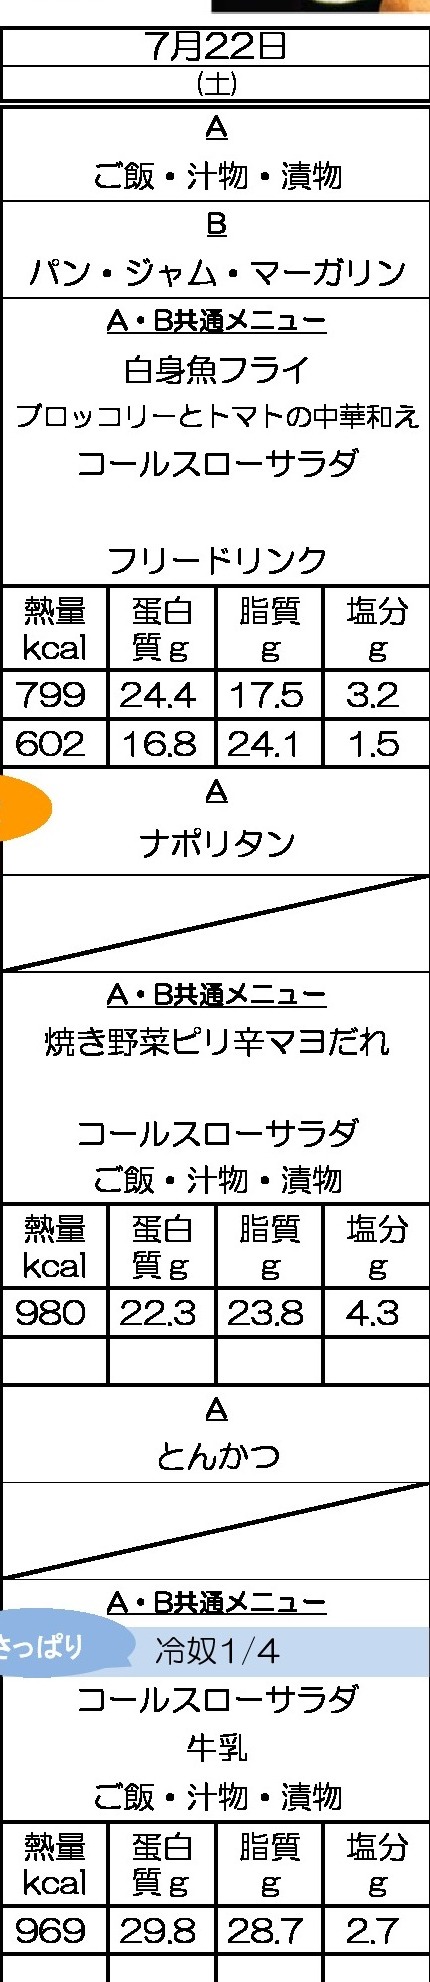 7月22日
(土)
A
ご飯・汁物・漬物
B
パン・ジャム・マーガリン
A・B共通メニュー
白身魚フライ
ブロッコリーとトマトの中華和え
コールスローサラダ
フリードリンク
熱量 蛋白 脂質 塩分
kcal 質g g g
799 24.4 17.5 3.2
602 16.8 24.1 1.5
A
ナポリタン
A・B共通メニュー
焼き野菜ピリ辛マヨだれ
コールスローサラダ
ご飯・汁物・漬物
熱量 蛋白 脂質 塩分
kcal 質g g g
980 22.3 23.8 4.3
A
とんかつ
A・B共通メニュー
さっぱり 冷奴1/4
コールスローサラダ
牛乳
ご飯・汁物・漬物
熱量 蛋白 脂質 塩分
kcal 質g g g
969 29.8 28.7 2.7